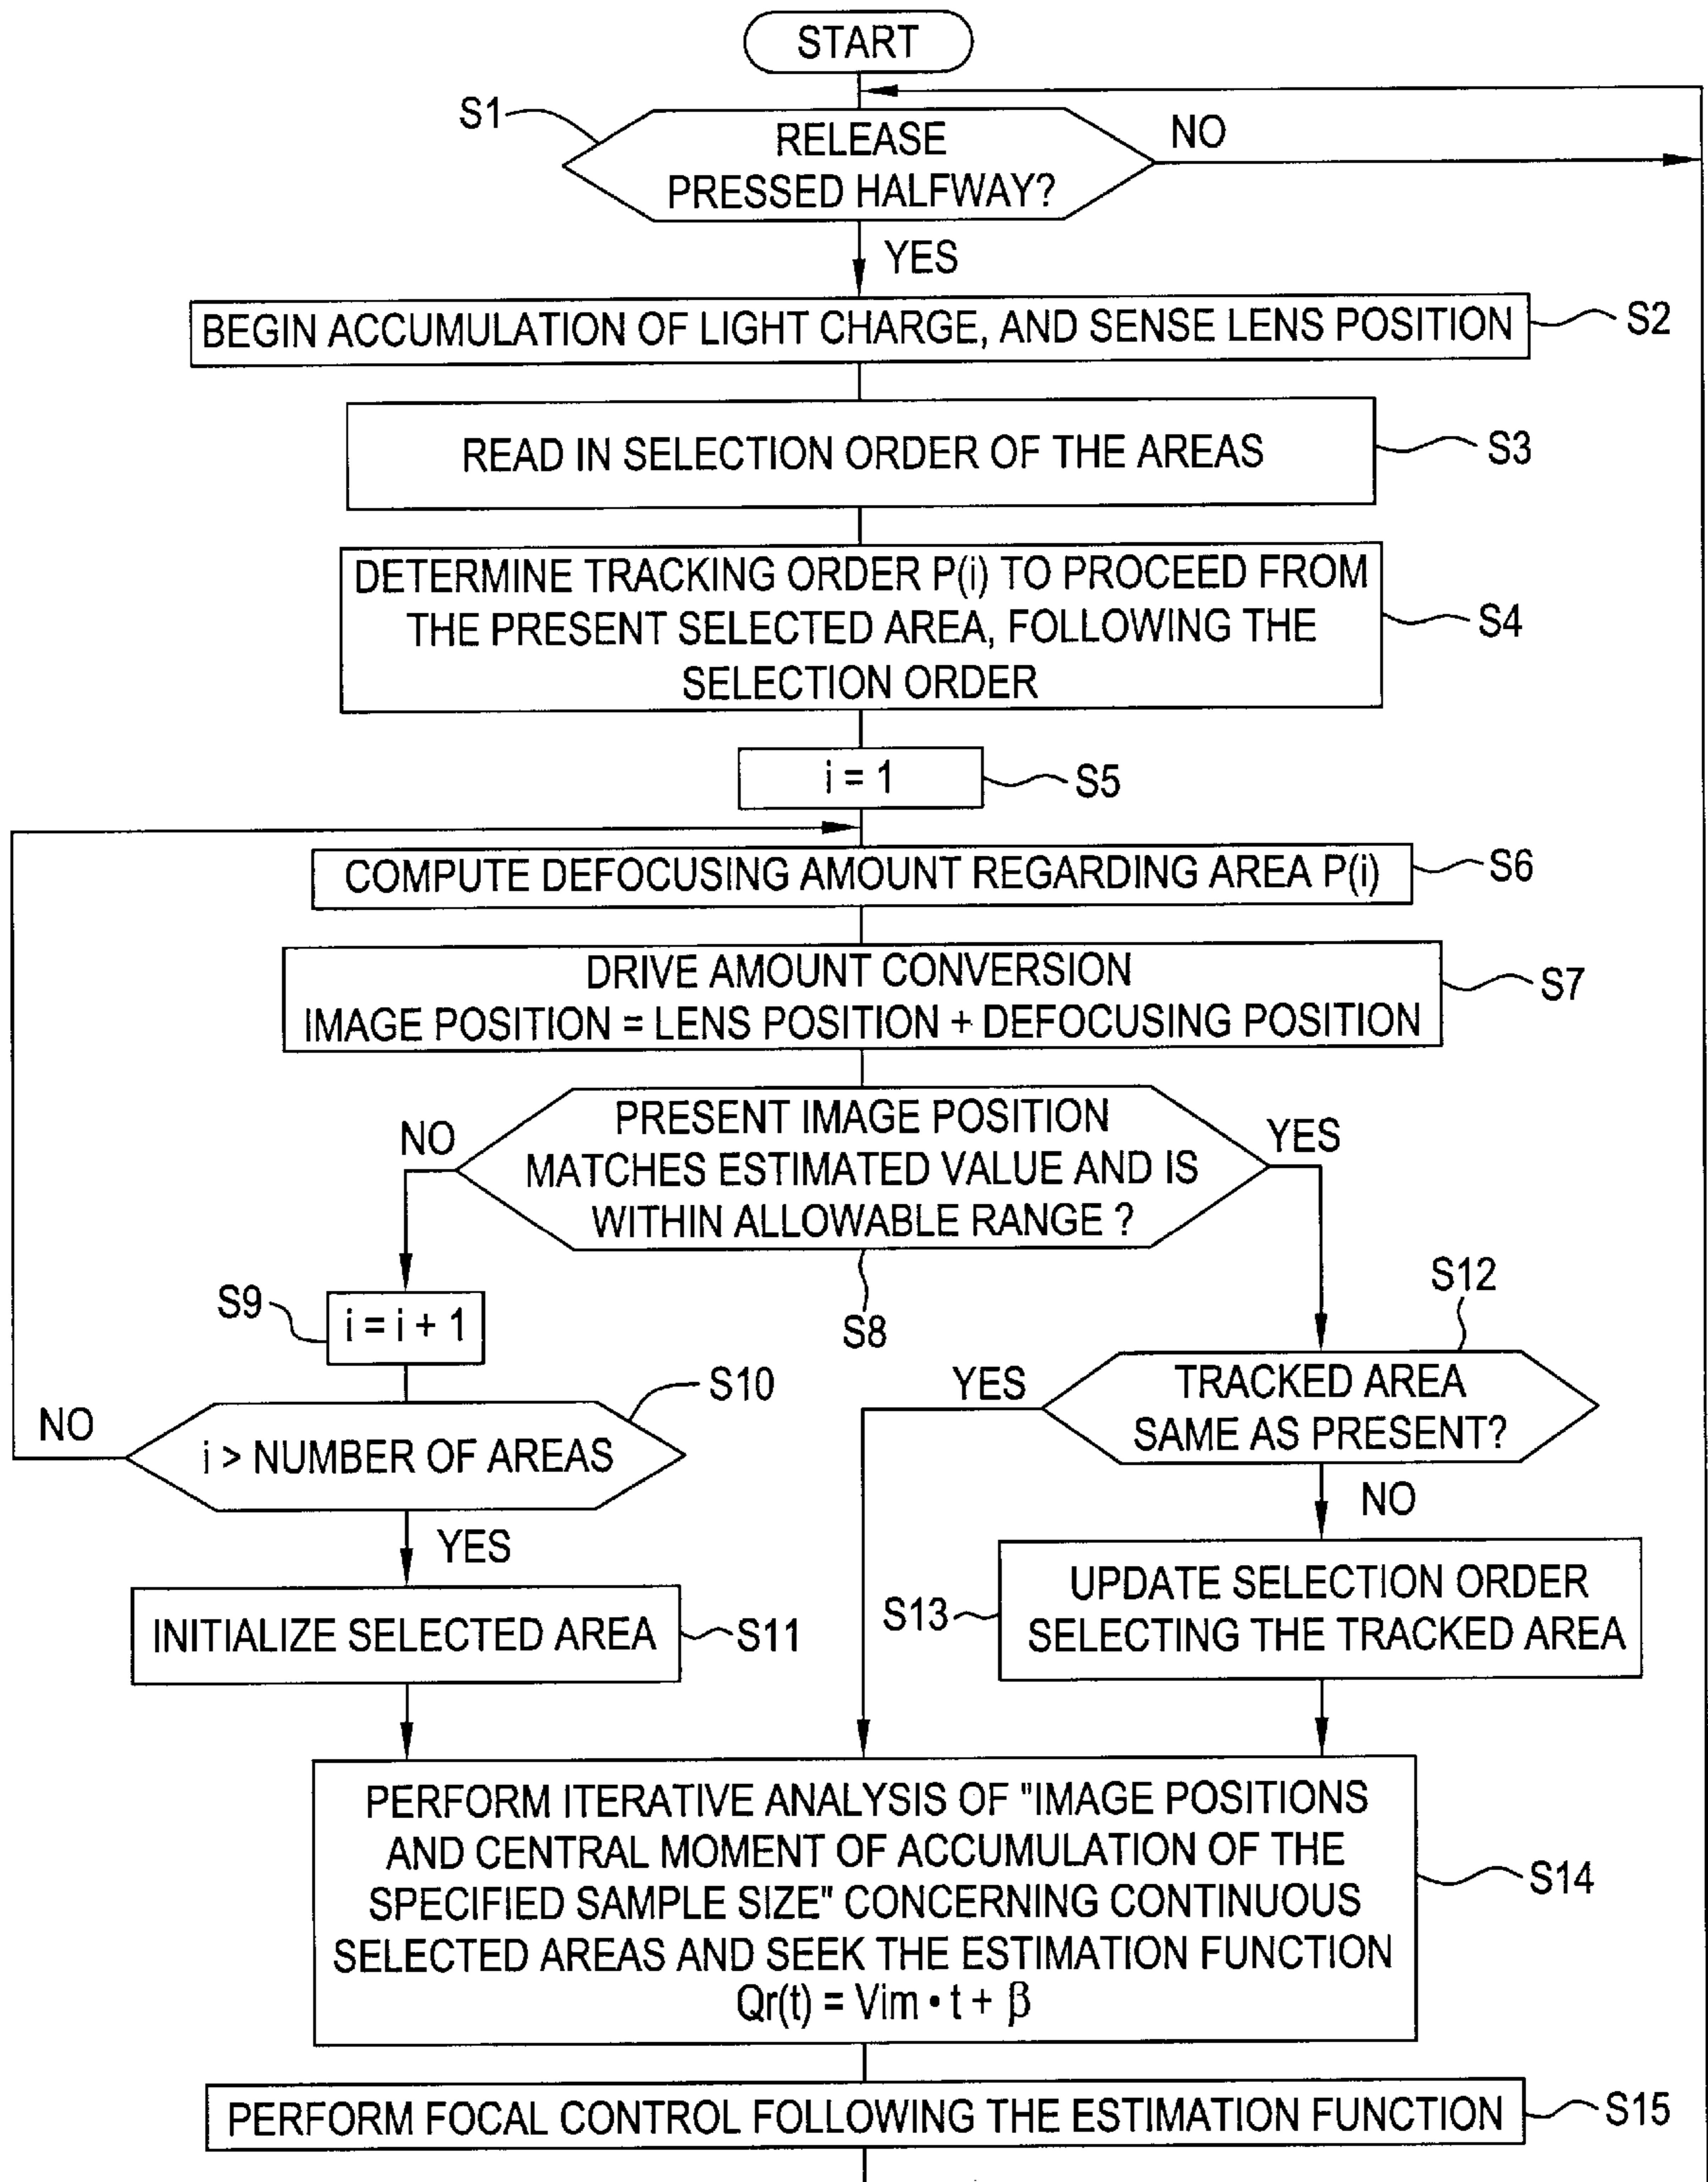 START
S1
RELEASE
PRESSED HALFWAY?
NO
YES
BEGIN ACCUMULATION OF LIGHT CHARGE, AND SENSE LENS POSITION
S2
READ IN SELECTION ORDER OF THE AREAS
S3
DETERMINE TRACKING ORDER P(i) TO PROCEED FROM
THE PRESENT SELECTED AREA, FOLLOWING THE
SELECTION ORDER
S4
i = 1
S5
COMPUTE DEFOCUSING AMOUNT REGARDING AREA P(i)
S6
DRIVE AMOUNT CONVERSION
IMAGE POSITION = LENS POSITION + DEFOCUSING POSITION
S7
NO
PRESENT IMAGE POSITION
MATCHES ESTIMATED VALUE AND IS
WITHIN ALLOWABLE RANGE ?
YES
S8
S9
i = i + 1
S12
S10
NO
i > NUMBER OF AREAS
YES
TRACKED AREA
SAME AS PRESENT?
YES
NO
INITIALIZE SELECTED AREA
S11
S13
UPDATE SELECTION ORDER
SELECTING THE TRACKED AREA
PERFORM ITERATIVE ANALYSIS OF "IMAGE POSITIONS
AND CENTRAL MOMENT OF ACCUMULATION OF THE
SPECIFIED SAMPLE SIZE" CONCERNING CONTINUOUS
SELECTED AREAS AND SEEK THE ESTIMATION FUNCTION
Qr(t) = Vim • t + β
S14
PERFORM FOCAL CONTROL FOLLOWING THE ESTIMATION FUNCTION
S15